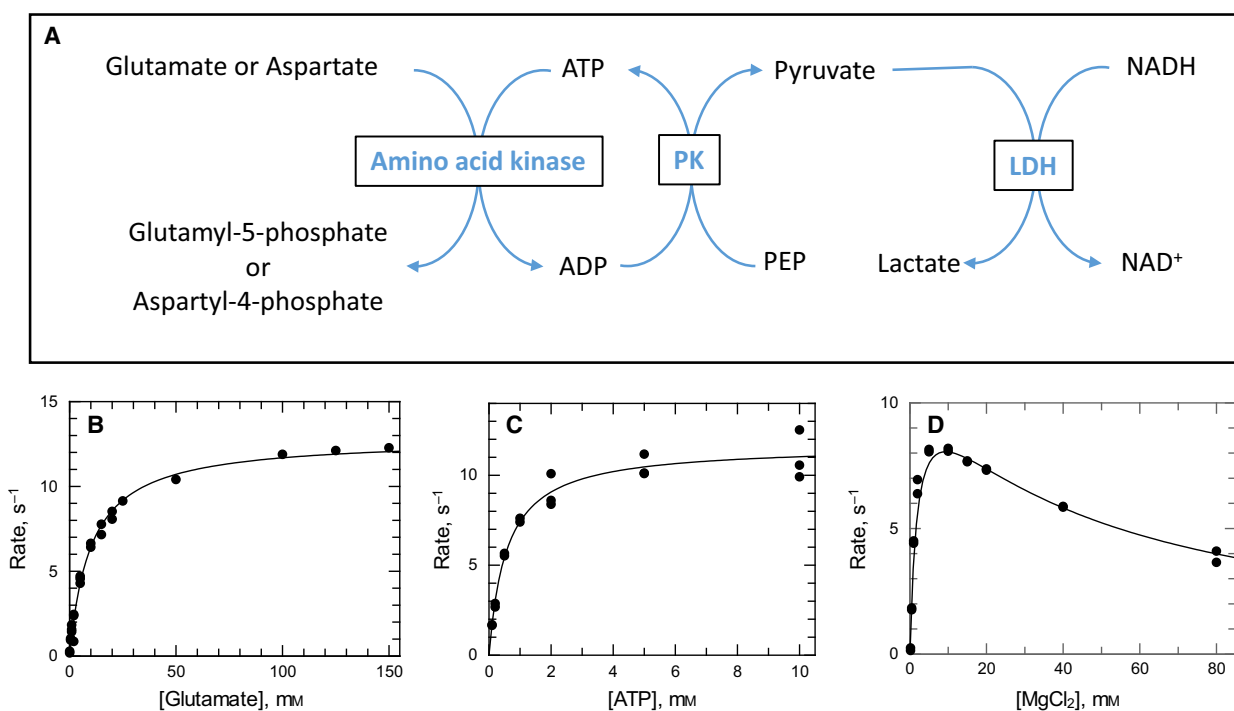 A
Glutamate or Aspartate
ATP
Pyruvate
NADH
Amino acid kinase
PK
LDH
Glutamyl-5-phosphate
or
Aspartyl-4-phosphate
ADP
PEP
Lactate
NAD⁺
B
15
10
5
0
Rate, s⁻¹
0 50 100 150
[Glutamate], mM
C
10
5
0
Rate, s⁻¹
0 2 4 6 8 10
[ATP], mM
D
10
5
0
Rate, s⁻¹
0 20 40 60 80
[MgCl₂], mM